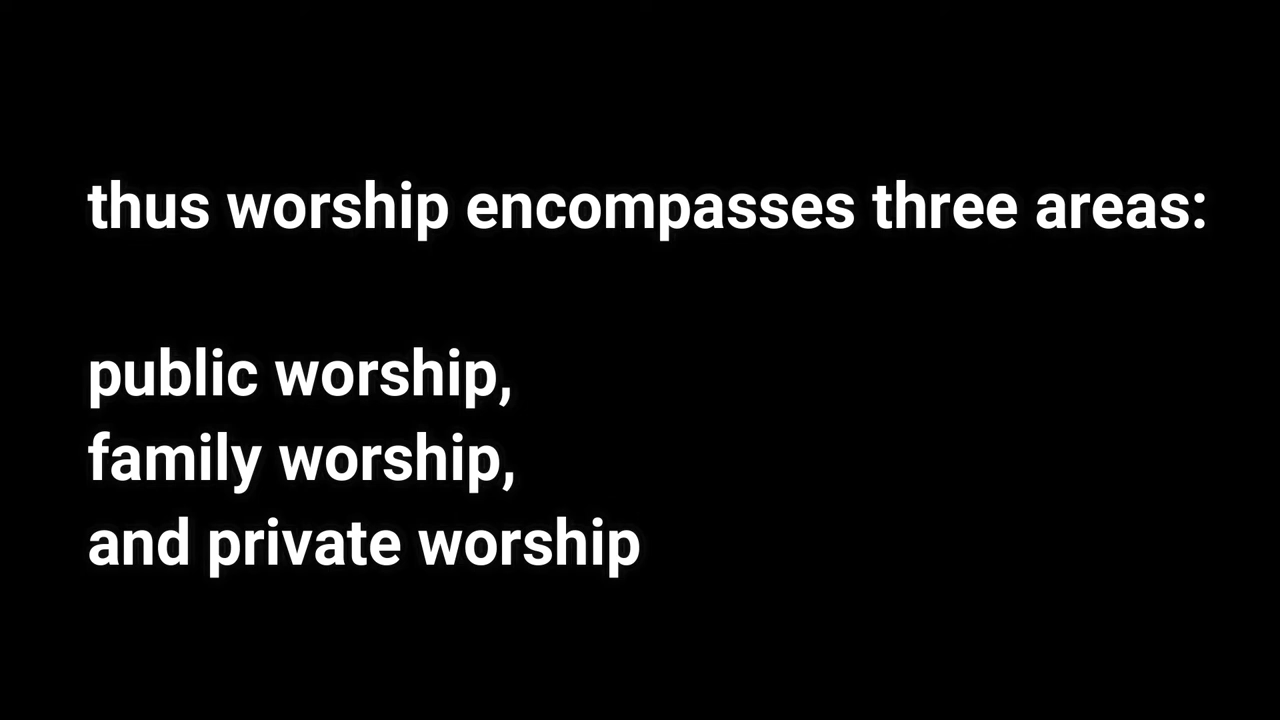 thus worship encompasses three areas:
public worship,
family worship,
and private worship